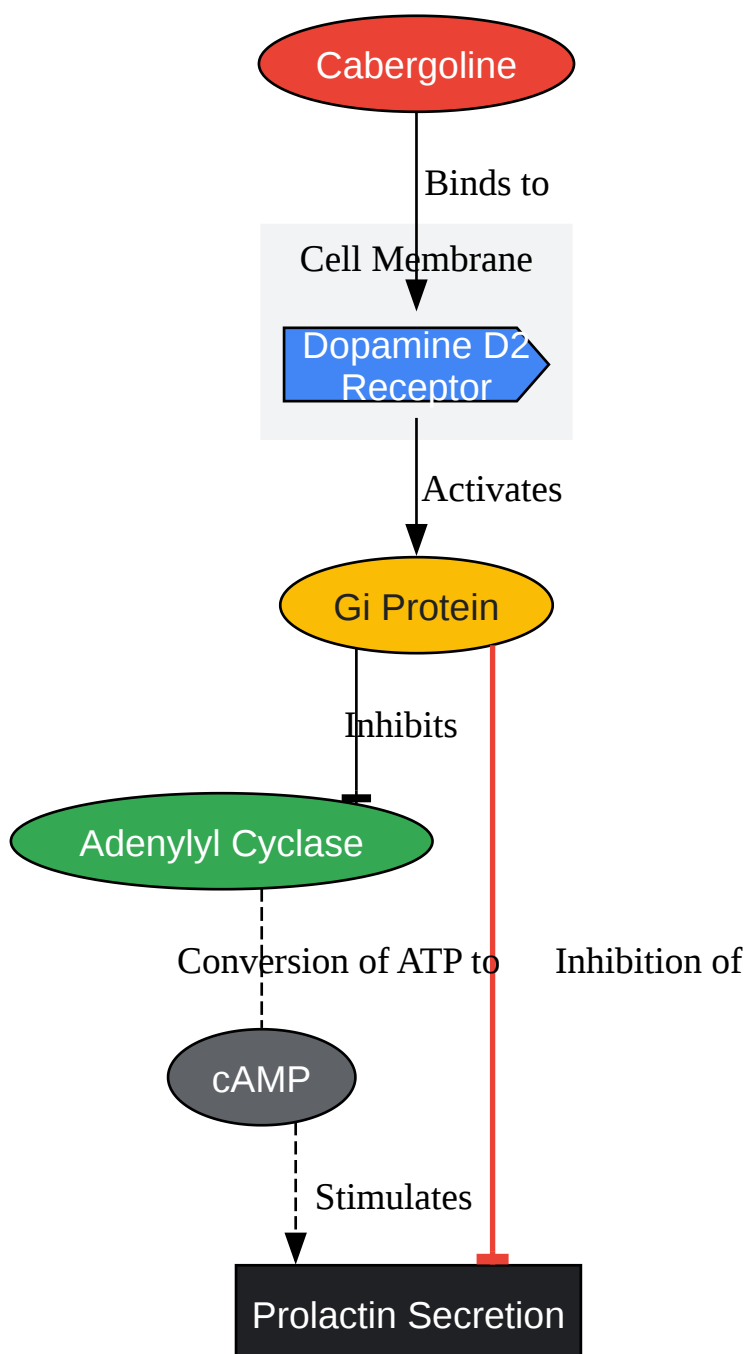 Cabergoline
Binds to
Cell Membrane
Dopamine D2
Receptor
Activates
Gi Protein
Inhibits
Adenylyl Cyclase
Conversion of ATP to
Inhibition of
cAMP
Stimulates
Prolactin Secretion